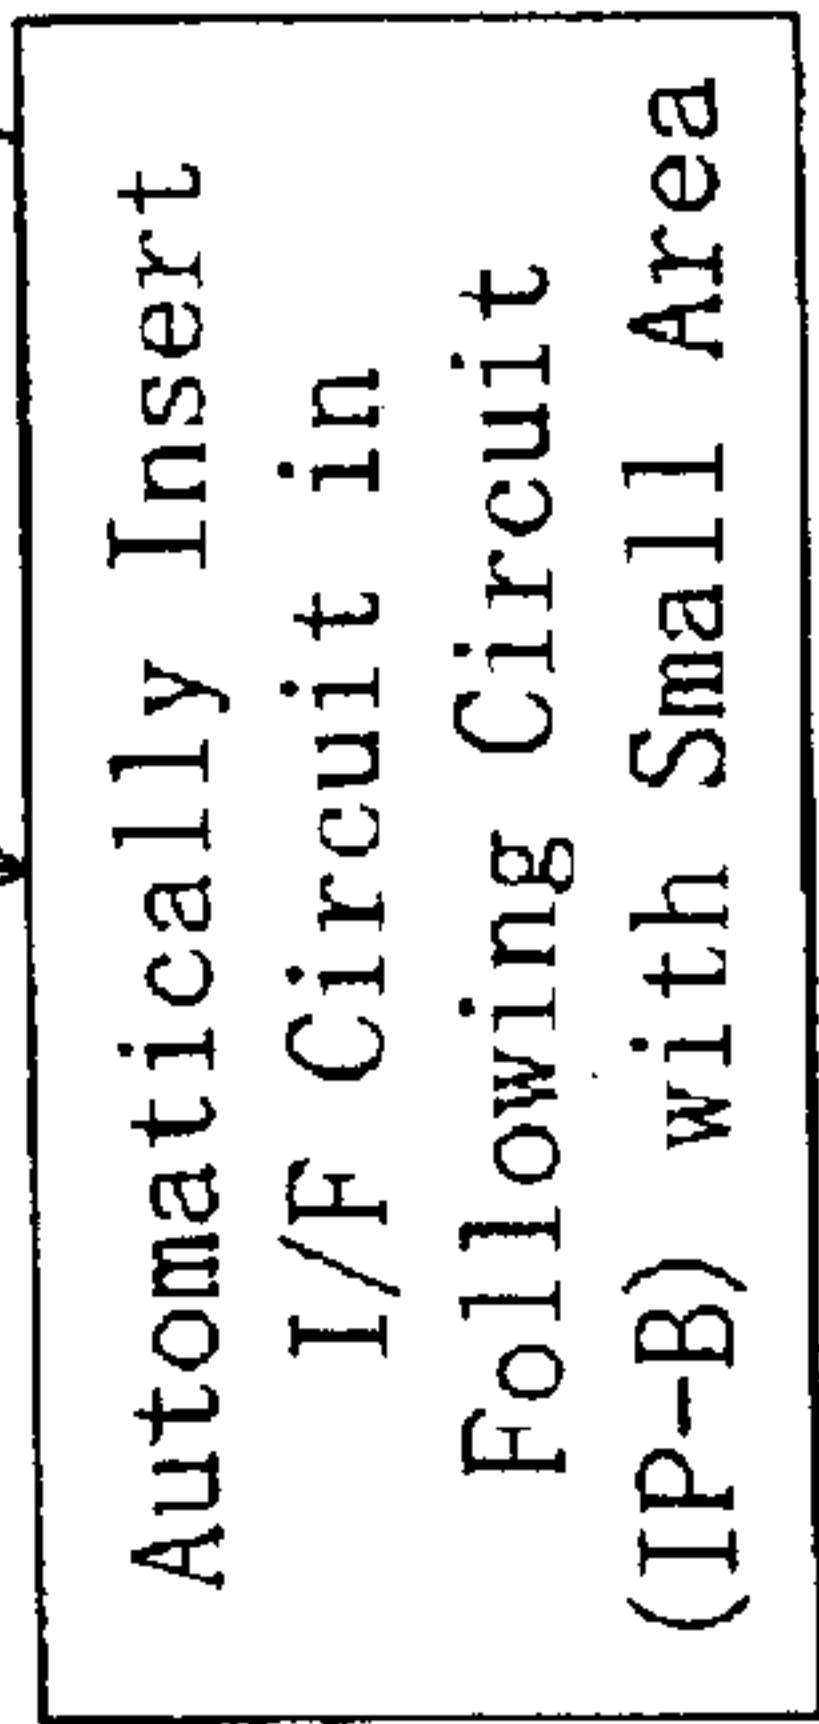 Automatically Insert
I/F Circuit in
Following Circuit
(IP-B) with Small Area